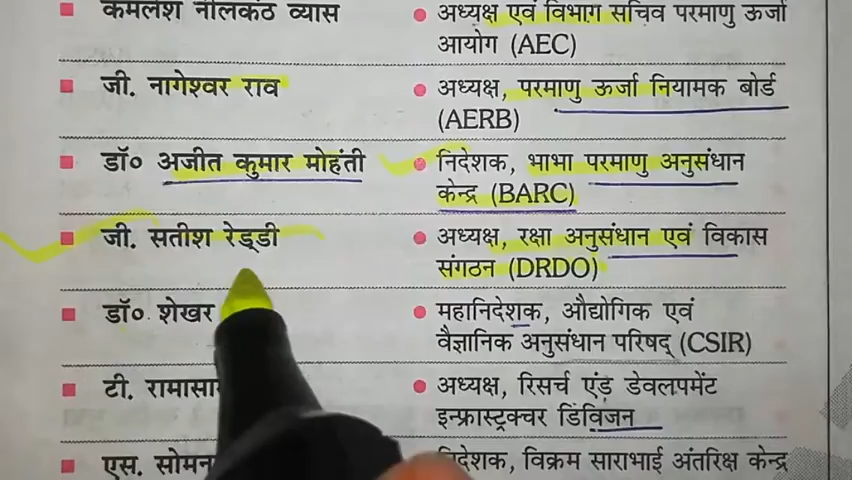 कमलेश नीलकंठ व्यास
अध्यक्ष एवं विभाग सचिव परमाणु ऊर्जा
आयोग (AEC)
जी. नागेश्वर राव
अध्यक्ष, परमाणु ऊर्जा नियामक बोर्ड
(AERB)
डॉ० अजीत कुमार मोहंती
निदेशक, भाभा परमाणु अनुसंधान
केन्द्र (BARC)
जी. सतीश रेड्डी
अध्यक्ष, रक्षा अनुसंधान एवं विकास
संगठन (DRDO)
डॉ० शेखर
महानिदेशक, औद्योगिक एवं
वैज्ञानिक अनुसंधान परिषद् (CSIR)
टी.
अध्यक्ष, रिसर्च एंड डेवलपमेंट
इन्फ्रास्ट्रक्चर डिविजन
एस.
निदेशक, विक्रम साराभाई अंतरिक्ष केन्द्र